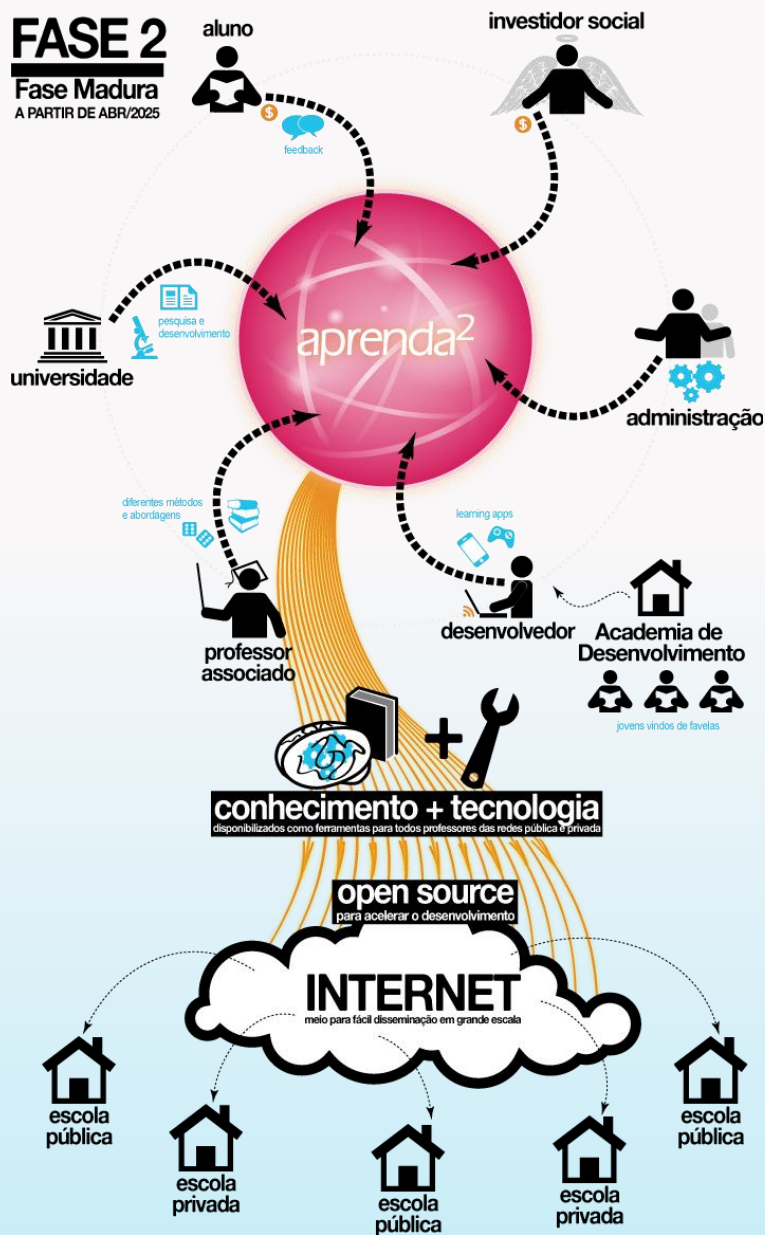 FASE 2
Fase Madura
A PARTIR DE ABR/2025
aluno
investidor social
$
feedback
$
aprenda²
pesquisa e
desenvolvimento
universidade
administração
diferentes métodos
e abordagens
learning apps
professor
associado
desenvolvedor
Academia de
Desenvolvimento
jovens vindos de favelas
+
conhecimento + tecnologia
disponibilizados como ferramentas para todos professores das redes pública e privada
open source
para acelerar o desenvolvimento
INTERNET
meio para fácil disseminação em grande escala
escola
pública
escola
privada
escola
pública
escola
privada
escola
pública